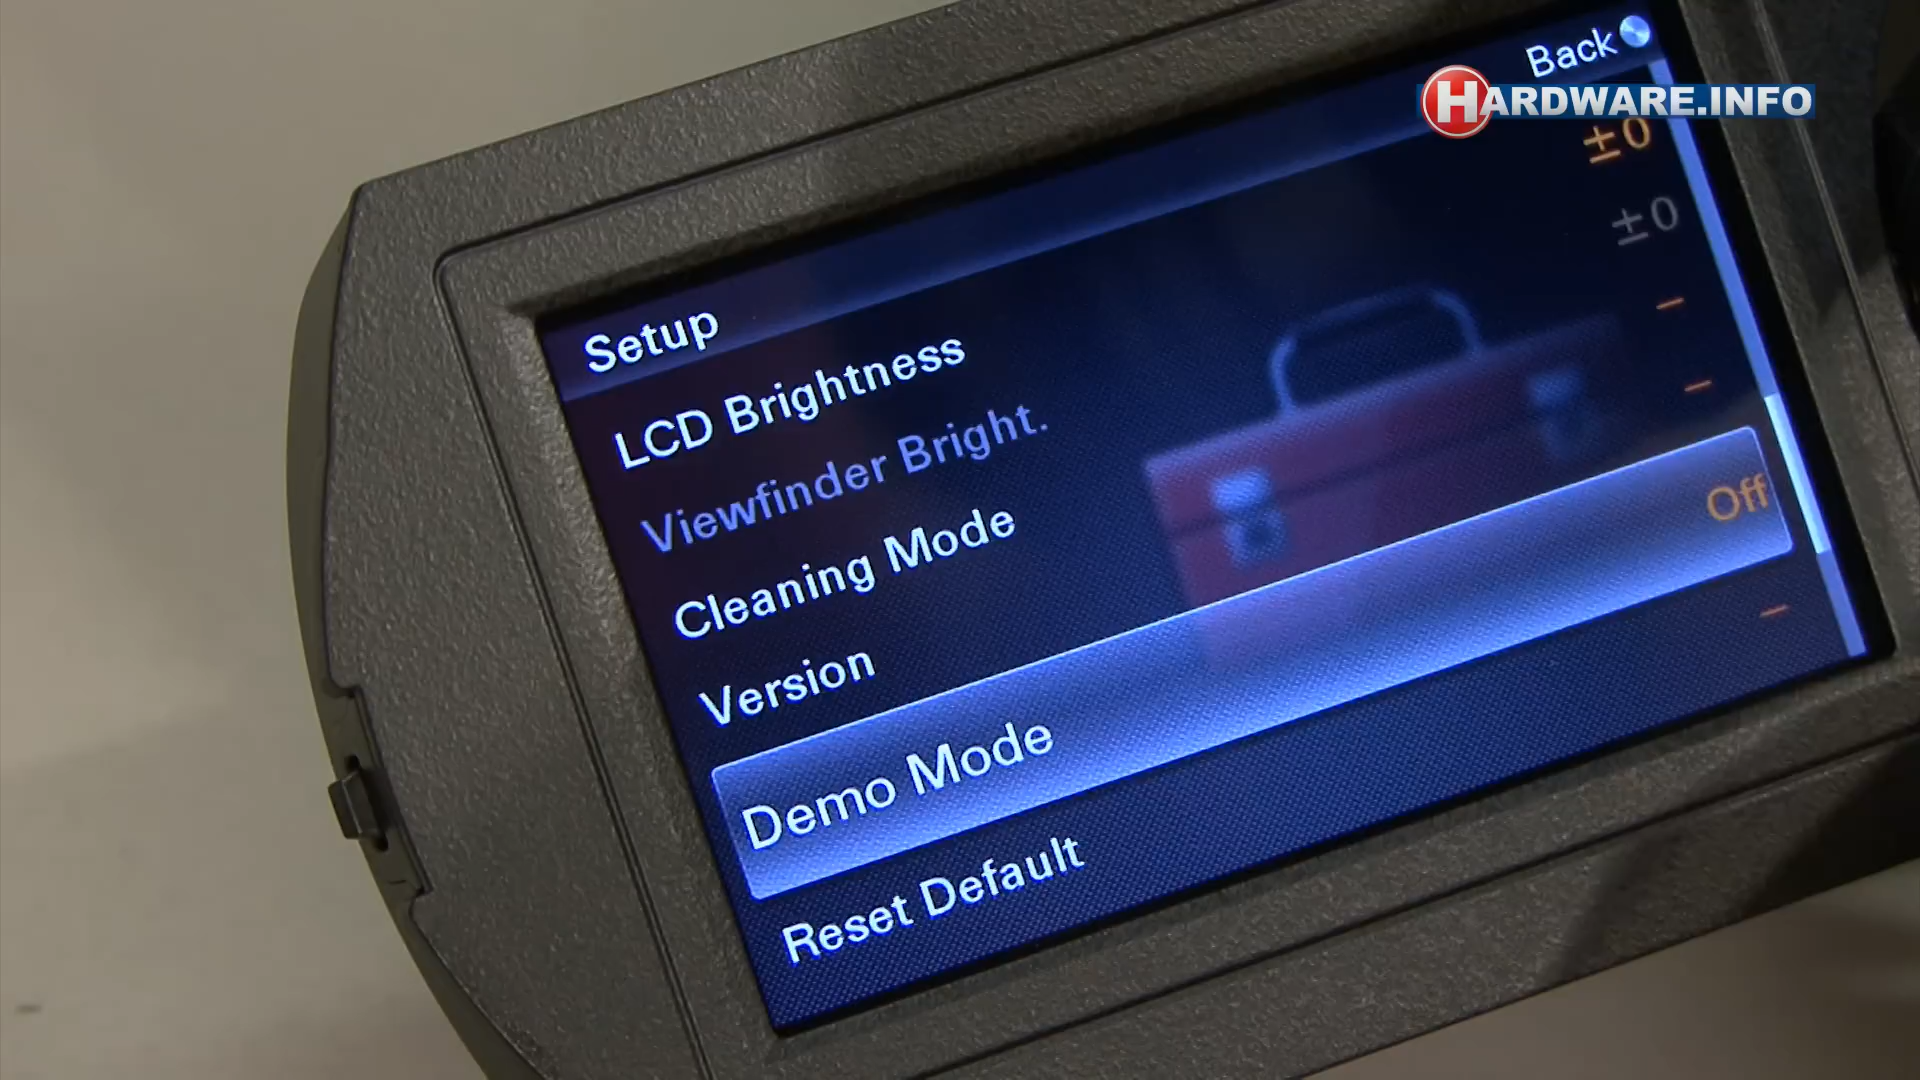 Back
HARDWARE.INFO
Setup
LCD Brightness ±0
Viewfinder Bright. ±0
Cleaning Mode –
Version –
Demo Mode Off
Reset Default –